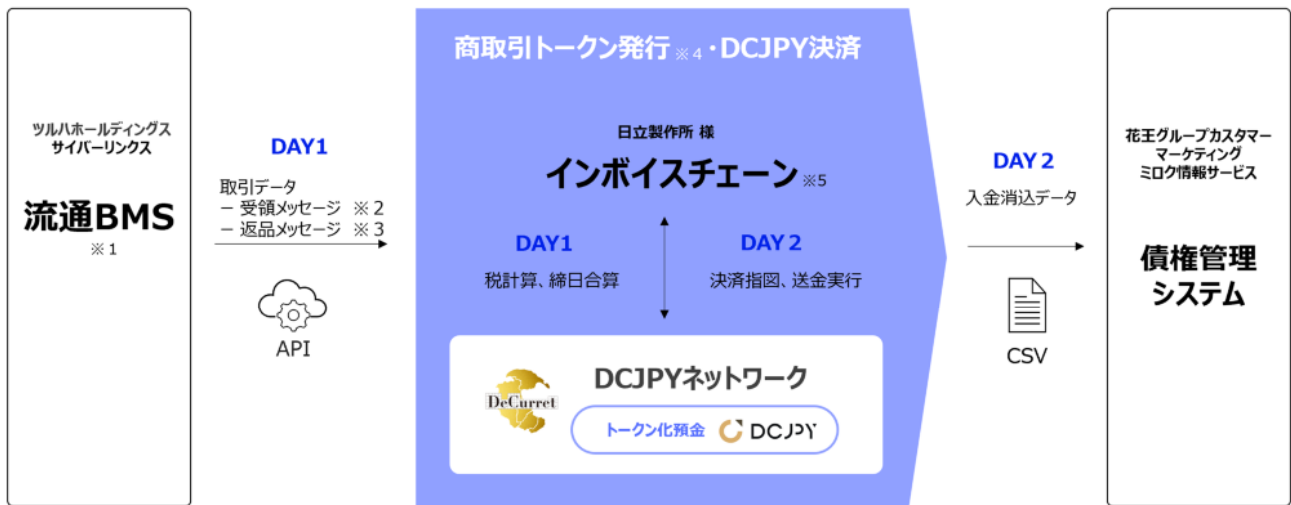 商取引トークン発行 ※4・DCJPY決済
ツルハホールディングス
サイバーリンクス
流通BMS
※1
DAY1
取引データ
－ 受領メッセージ ※2
－ 返品メッセージ ※3
API
日立製作所 様
インボイスチェーン ※5
DAY1
税計算、締日合算
DAY2
決済指図、送金実行
DeCurret
DCJPYネットワーク
トークン化預金 DCJPY
DAY2
入金消込データ
CSV
花王グループカスタマー
マーケティング
ミロク情報サービス
債権管理
システム